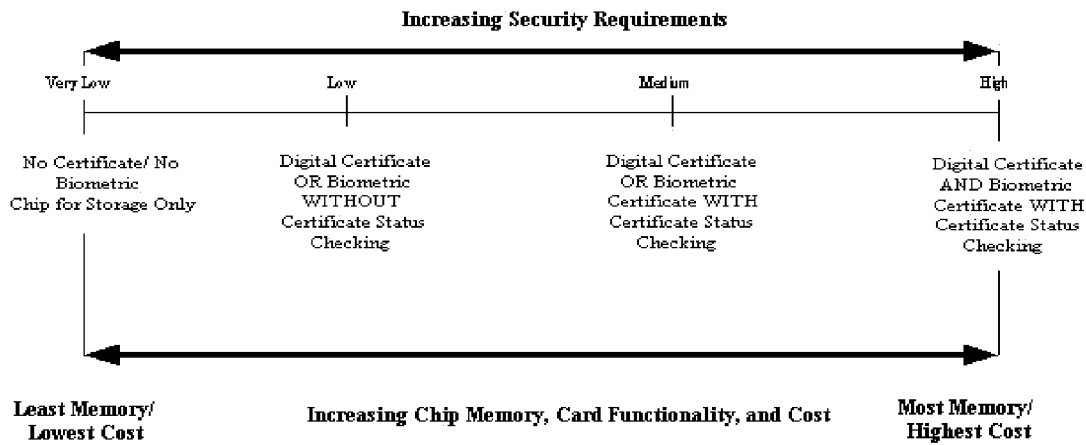 Increasing Security Requirements
Very Low
Low
Medium
High
No Certificate/ No
Biometric
Chip for Storage Only
Digital Certificate
OR Biometric
WITHOUT
Certificate Status
Checking
Digital Certificate
OR Biometric
Certificate WITH
Certificate Status
Checking
Digital Certificate
AND Biometric
Certificate WITH
Certificate Status
Checking
Least Memory/
Lowest Cost
Increasing Chip Memory, Card Functionality, and Cost
Most Memory/
Highest Cost